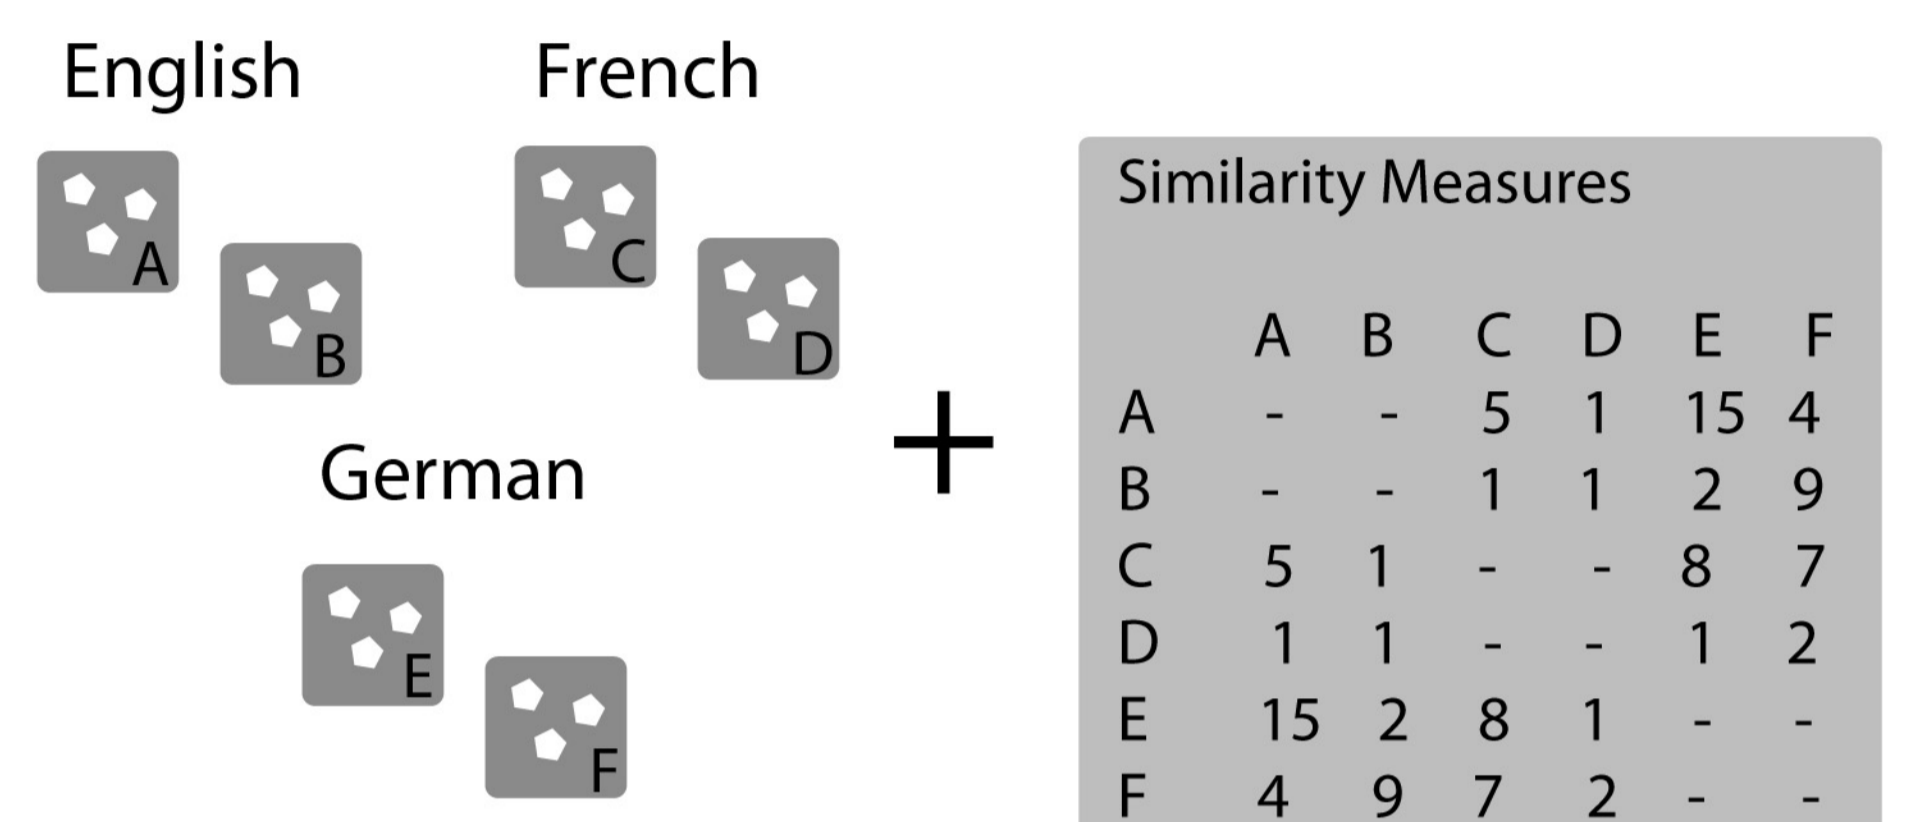 English
French
A
B
C
D
German
E
F
+
Similarity Measures
A B C D E F
A - - 5 1 15 4
B - - 1 1 2 9
C 5 1 - - 8 7
D 1 1 - - 1 2
E 15 2 8 1 - -
F 4 9 7 2 - -